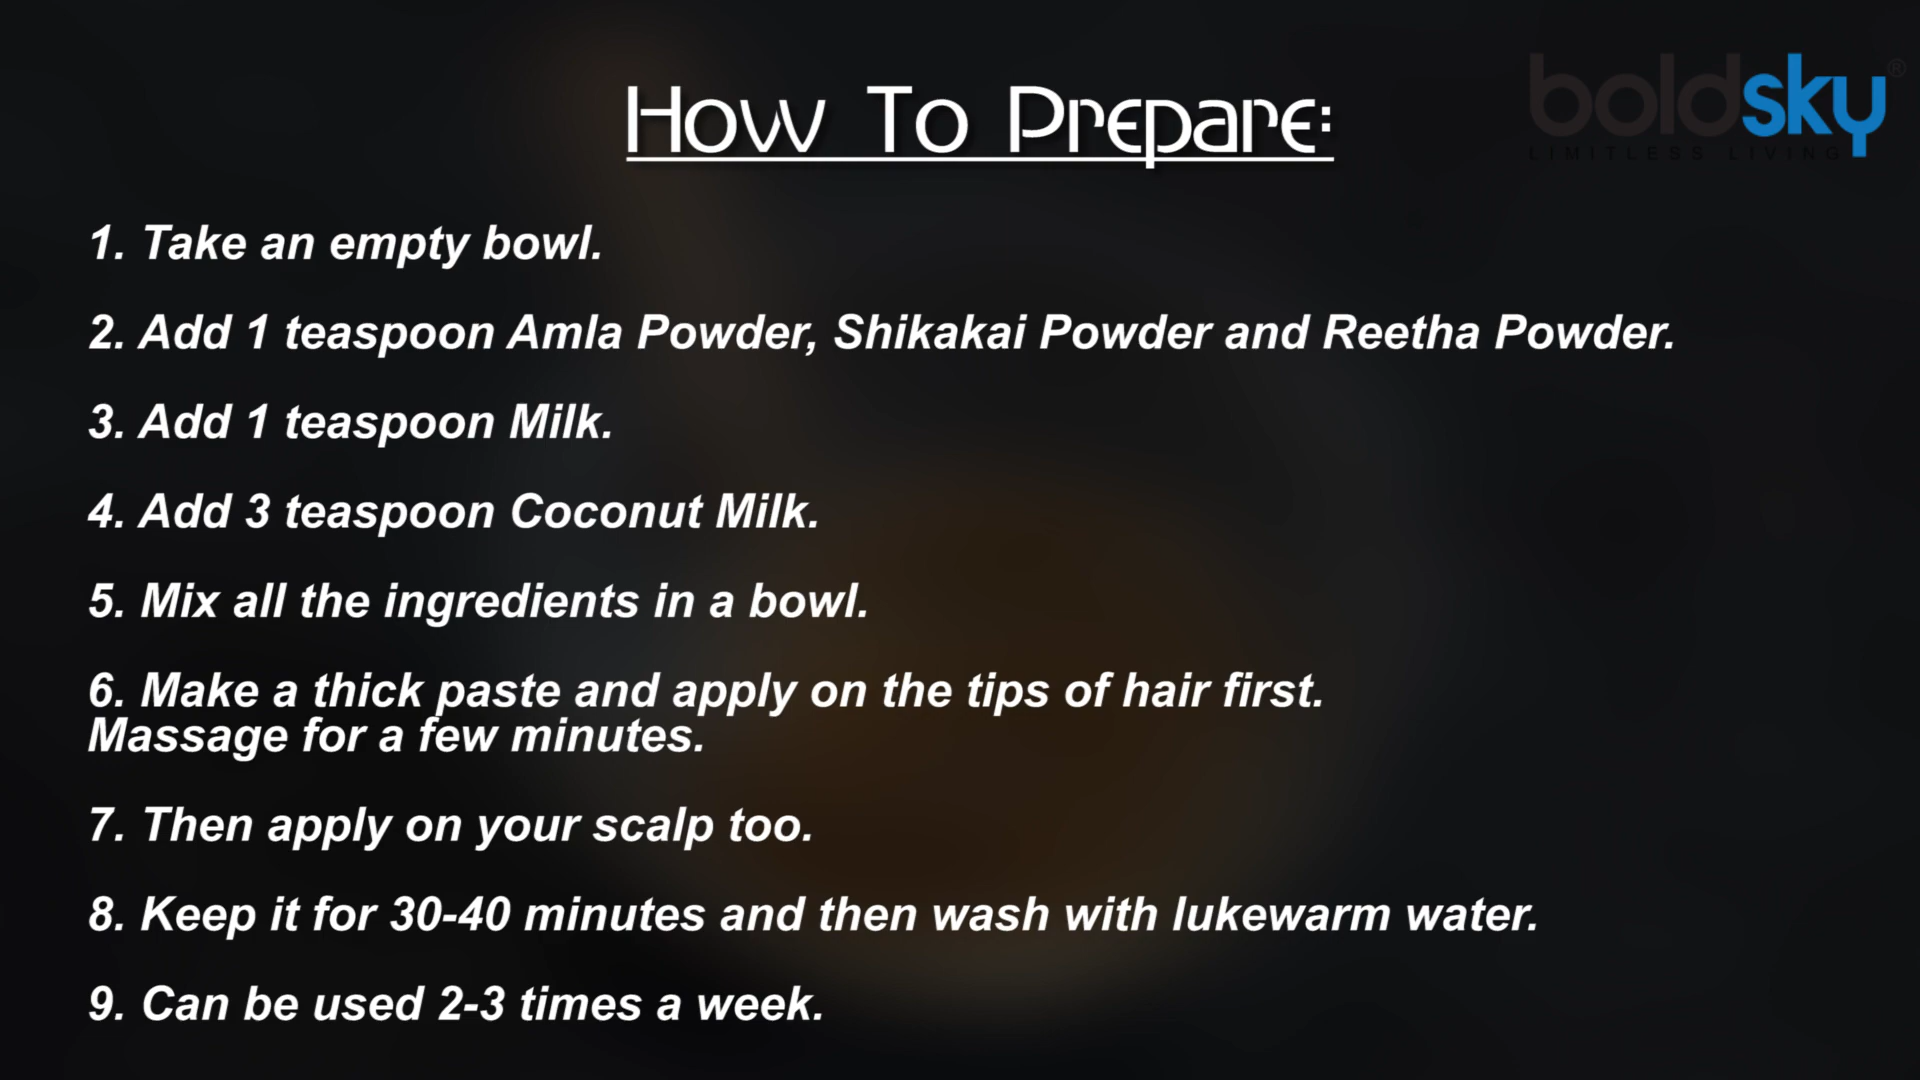 boldsky®
LIMITLESS LIVING
How To Prepare:
1. Take an empty bowl.
2. Add 1 teaspoon Amla Powder, Shikakai Powder and Reetha Powder.
3. Add 1 teaspoon Milk.
4. Add 3 teaspoon Coconut Milk.
5. Mix all the ingredients in a bowl.
6. Make a thick paste and apply on the tips of hair first.
Massage for a few minutes.
7. Then apply on your scalp too.
8. Keep it for 30-40 minutes and then wash with lukewarm water.
9. Can be used 2-3 times a week.